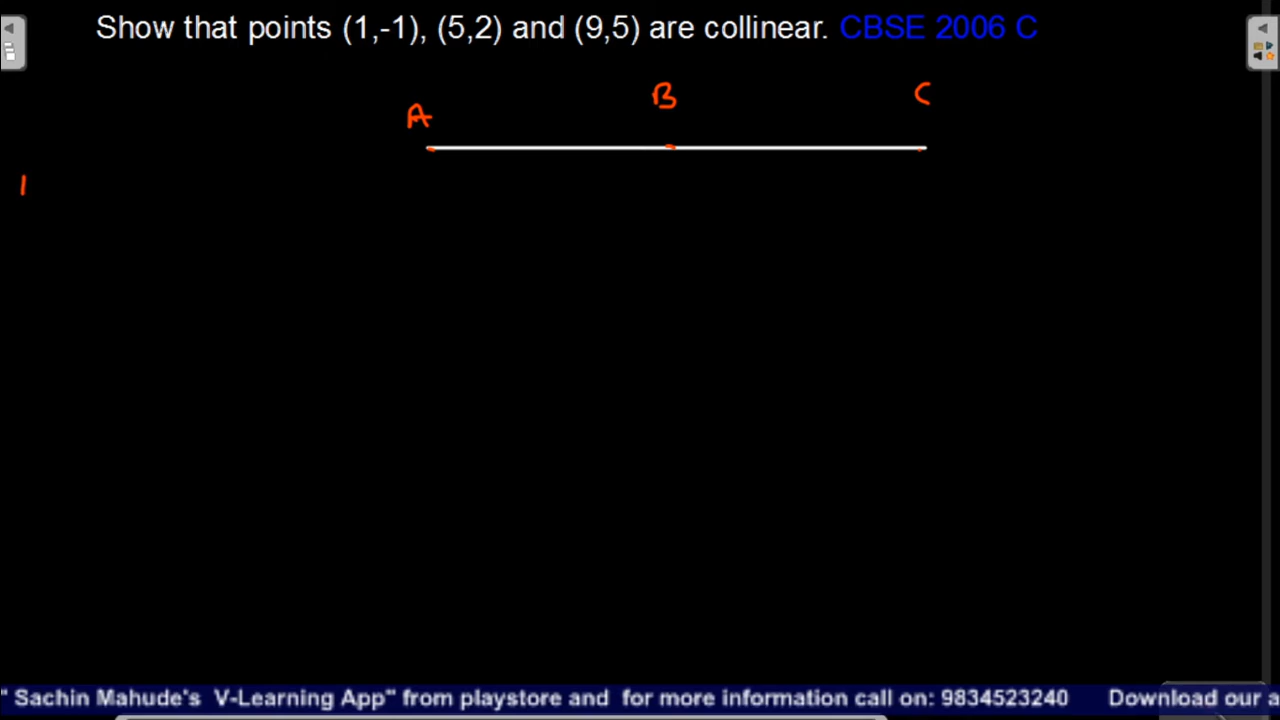 Show that points (1,-1), (5,2) and (9,5) are collinear. CBSE 2006 C
A B C
I
" Sachin Mahude's V-Learning App" from playstore and for more information call on: 9834523240 Download our a